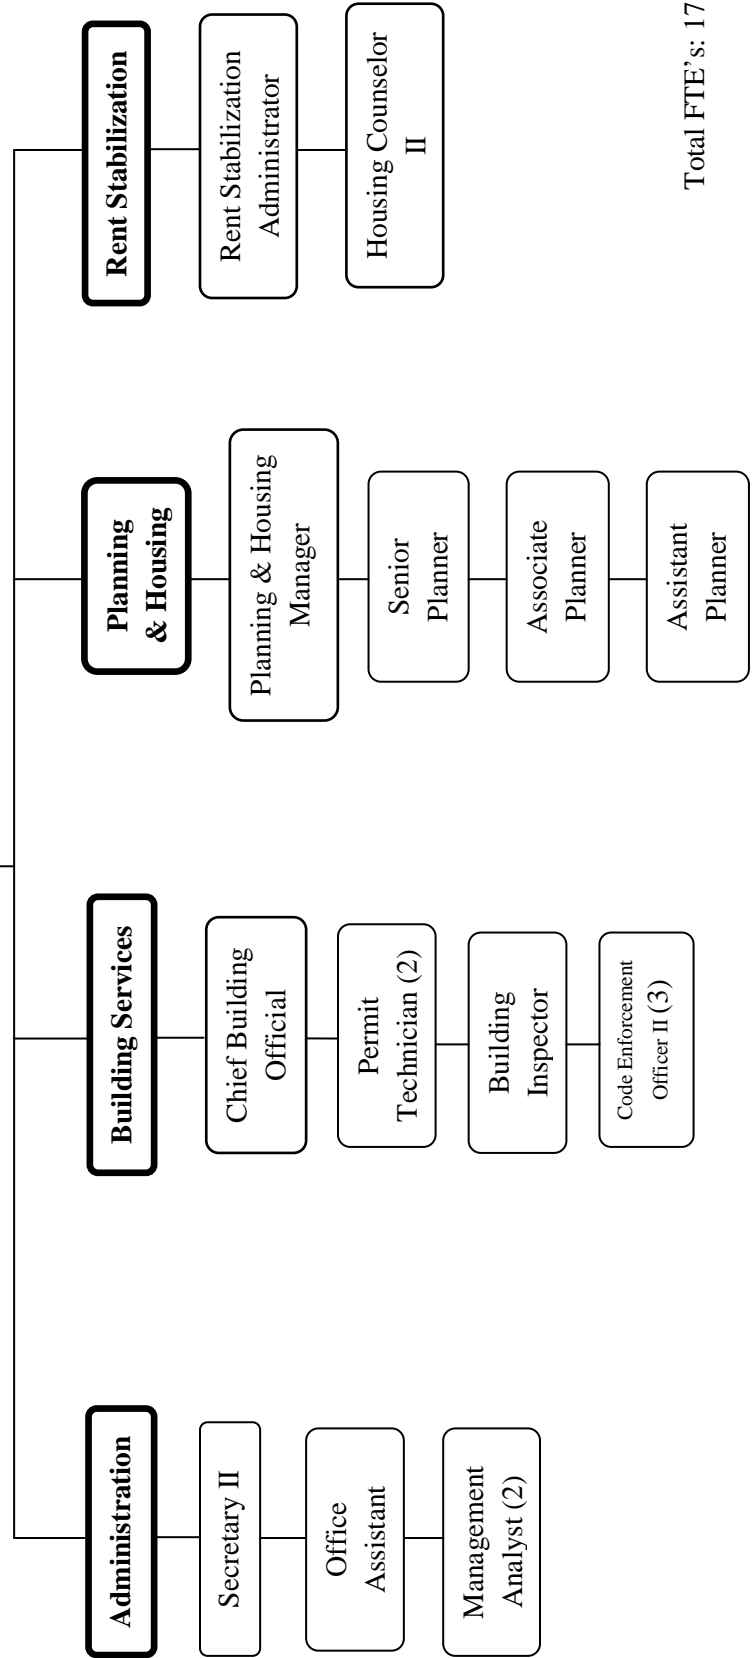 Administration
Secretary II
Office
Assistant
Management
Analyst (2)
Building Services
Chief Building
Official
Permit
Technician (2)
Building
Inspector
Code Enforcement
Officer II (3)
Planning
& Housing
Planning & Housing
Manager
Senior
Planner
Associate
Planner
Assistant
Planner
Rent Stabilization
Rent Stabilization
Administrator
Housing Counselor
II
Total FTE's: 17